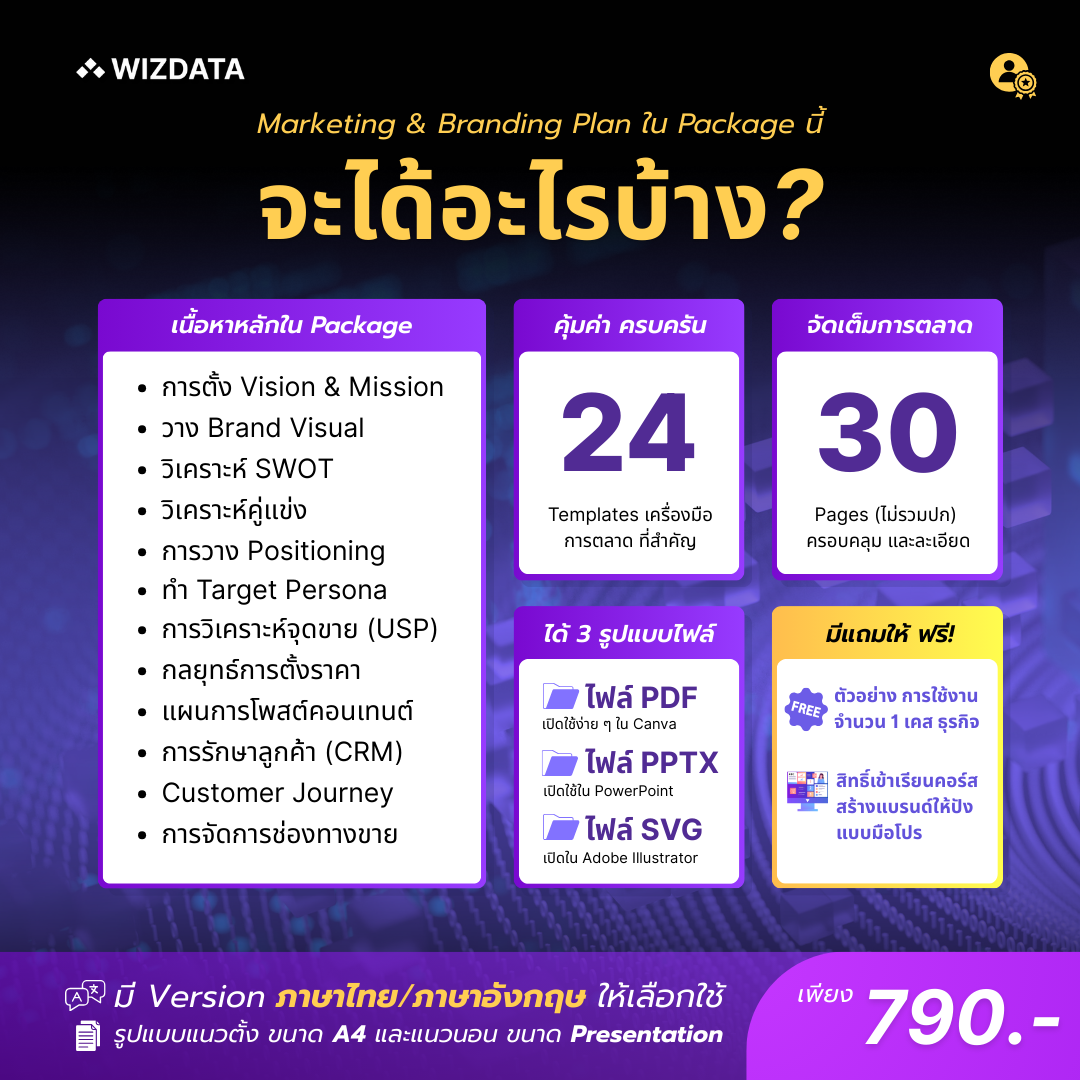 WIZDATA
Marketing & Branding Plan ใน Package นี้
จะได้อะไรบ้าง?
เนื้อหาหลักใน Package
• การตั้ง Vision & Mission
• วาง Brand Visual
• วิเคราะห์ SWOT
• วิเคราะห์คู่แข่ง
• การวาง Positioning
• ทำ Target Persona
• การวิเคราะห์จุดขาย (USP)
• กลยุทธ์การตั้งราคา
• แผนการโพสต์คอนเทนต์
• การรักษาลูกค้า (CRM)
• Customer Journey
• การจัดการช่องทางขาย
คุ้มค่า ครบครัน
24
Templates เครื่องมือ
การตลาด ที่สำคัญ
จัดเต็มการตลาด
30
Pages (ไม่รวมปก)
ครอบคลุม และละเอียด
ได้ 3 รูปแบบไฟล์
ไฟล์ PDF
เปิดใช้ง่าย ๆ ใน Canva
ไฟล์ PPTX
เปิดใช้ใน PowerPoint
ไฟล์ SVG
เปิดใน Adobe Illustrator
มีแถมให้ ฟรี!
FREE
ตัวอย่าง การใช้งาน
จำนวน 1 เคส ธุรกิจ
สิทธิ์เข้าเรียนคอร์ส
สร้างแบรนด์ให้ปัง
แบบมือโปร
มี Version ภาษาไทย/ภาษาอังกฤษ ให้เลือกใช้
รูปแบบแนวตั้ง ขนาด A4 และแนวนอน ขนาด Presentation
เพียง 790.-